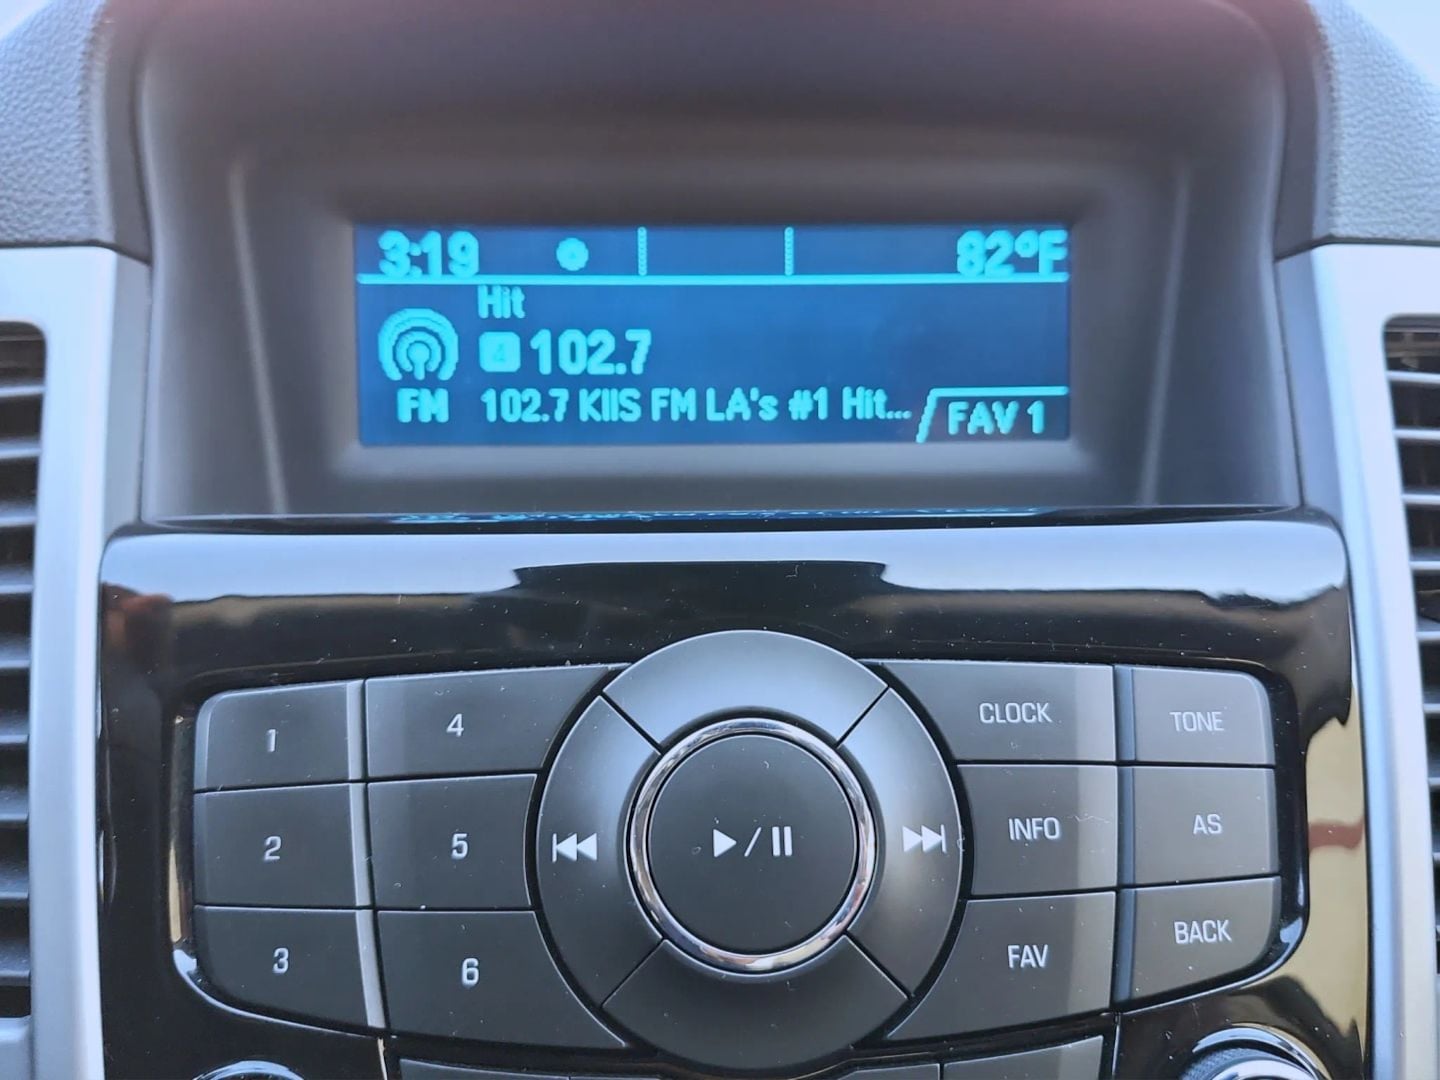 3:19 82°F
Hit
4 102.7
FM 102.7 KIIS FM LA's #1 Hit... FAV 1
1 4 CLOCK TONE
2 5 INFO AS
3 6 FAV BACK